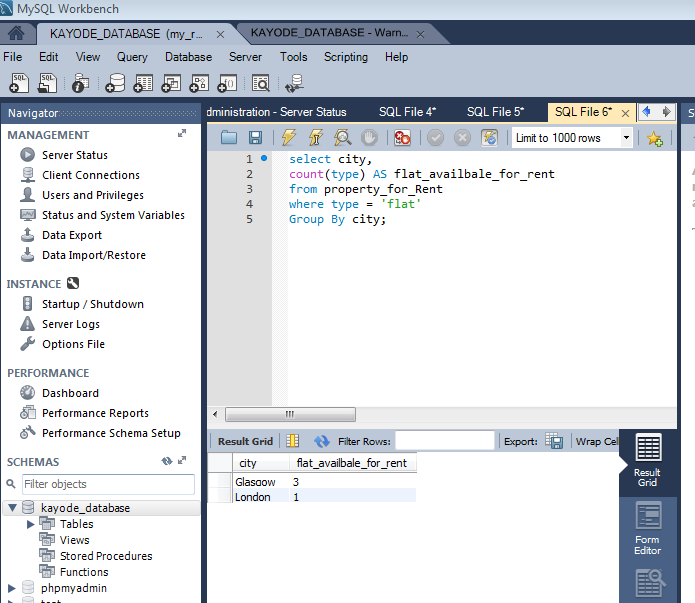 MySQL Workbench
KAYODE_DATABASE (my_r... × KAYODE_DATABASE - Warn... ×
File Edit View Query Database Server Tools Scripting Help
SQL SQL
Navigator
dministration - Server Status SQL File 4* SQL File 5* SQL File 6* ×
MANAGEMENT
Server Status
Client Connections
Users and Privileges
Status and System Variables
Data Export
Data Import/Restore
INSTANCE
Startup / Shutdown
Server Logs
Options File
PERFORMANCE
Dashboard
Performance Reports
Performance Schema Setup
SCHEMAS
Filter objects
kayode_database
Tables
Views
Stored Procedures
Functions
phpmyadmin
Limit to 1000 rows
1 select city,
2 count(type) AS flat_availbale_for_rent
3 from property_for_Rent
4 where type = 'flat'
5 Group By city;
Result Grid Filter Rows: Export: Wrap Cel
city flat_availbale_for_rent
Glasgow 3
London 1
Result
Grid
Form
Editor